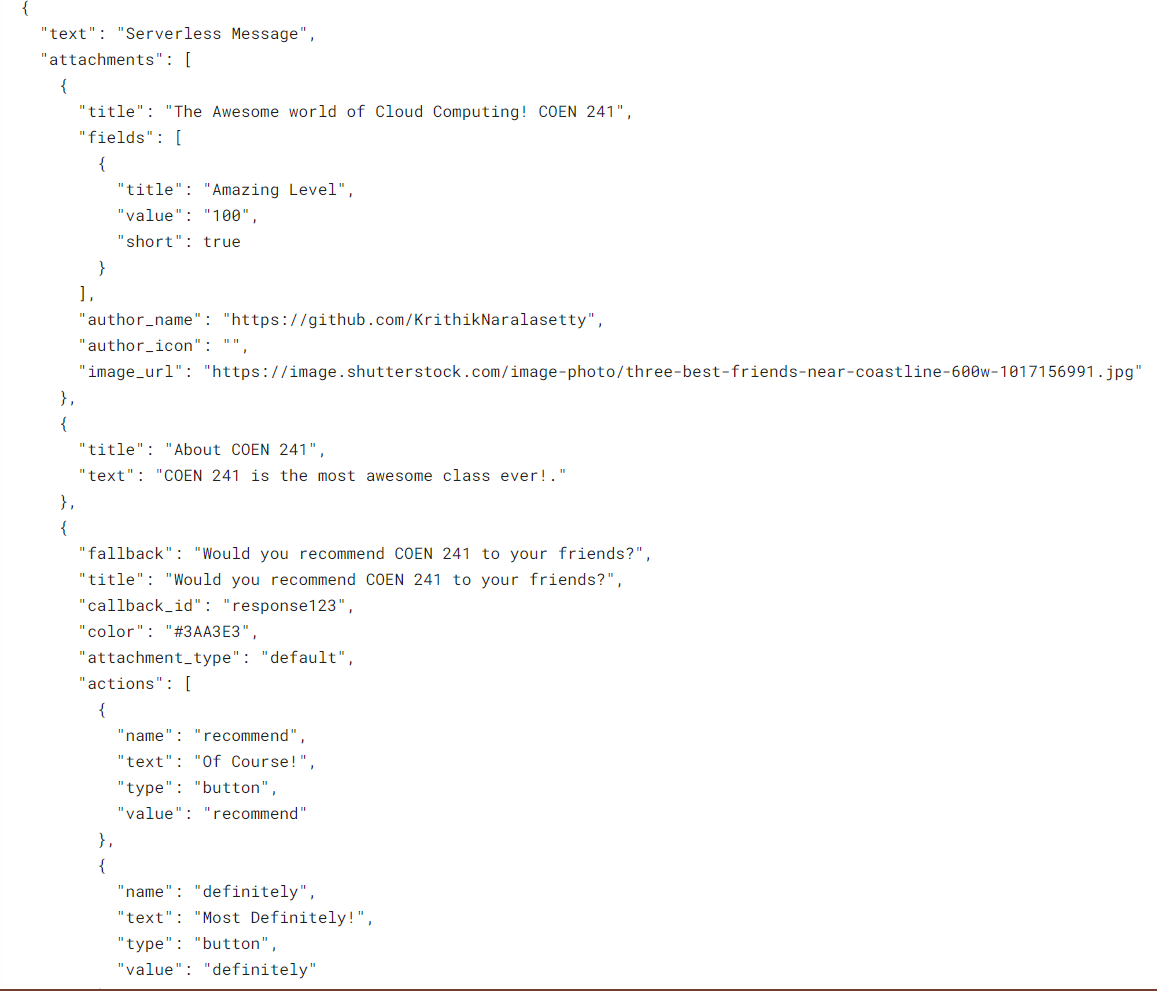 {
"text": "Serverless Message",
"attachments": [
{
"title": "The Awesome world of Cloud Computing! COEN 241",
"fields": [
{
"title": "Amazing Level",
"value": "100",
"short": true
}
],
"author_name": "https://github.com/KrithikNaralasetty",
"author_icon": "",
"image_url": "https://image.shutterstock.com/image-photo/three-best-friends-near-coastline-600w-1017156991.jpg"
},
{
"title": "About COEN 241",
"text": "COEN 241 is the most awesome class ever!."
},
{
"fallback": "Would you recommend COEN 241 to your friends?",
"title": "Would you recommend COEN 241 to your friends?",
"callback_id": "response123",
"color": "#3AA3E3",
"attachment_type": "default",
"actions": [
{
"name": "recommend",
"text": "Of Course!",
"type": "button",
"value": "recommend"
},
{
"name": "definitely",
"text": "Most Definitely!",
"type": "button",
"value": "definitely"